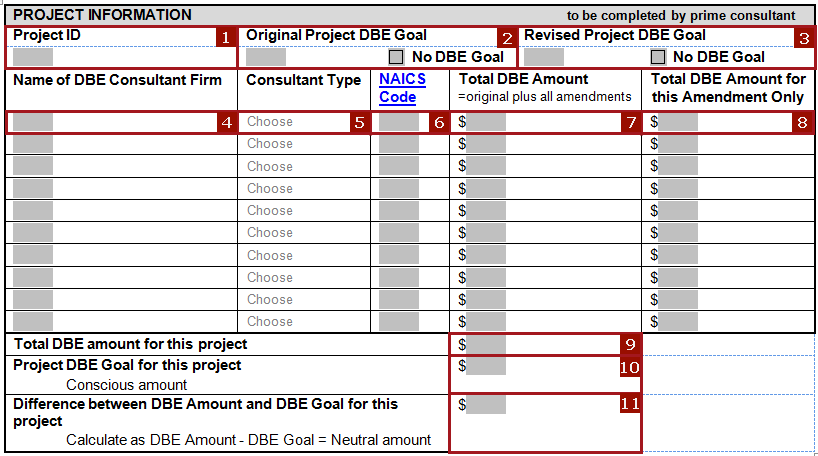 PROJECT INFORMATION to be completed by prime consultant
Project ID 1 Original Project DBE Goal 2 Revised Project DBE Goal 3
No DBE Goal No DBE Goal
Name of DBE Consultant Firm Consultant Type NAICS Code Total DBE Amount =original plus all amendments Total DBE Amount for this Amendment Only
4 Choose 5 6 $ 7 $ 8
Choose $ $
Choose $ $
Choose $ $
Choose $ $
Choose $ $
Choose $ $
Choose $ $
Choose $ $
Choose $ $
Total DBE amount for this project $ 9
Project DBE Goal for this project $ 10
Conscious amount
Difference between DBE Amount and DBE Goal for this $ 11
project
Calculate as DBE Amount - DBE Goal = Neutral amount